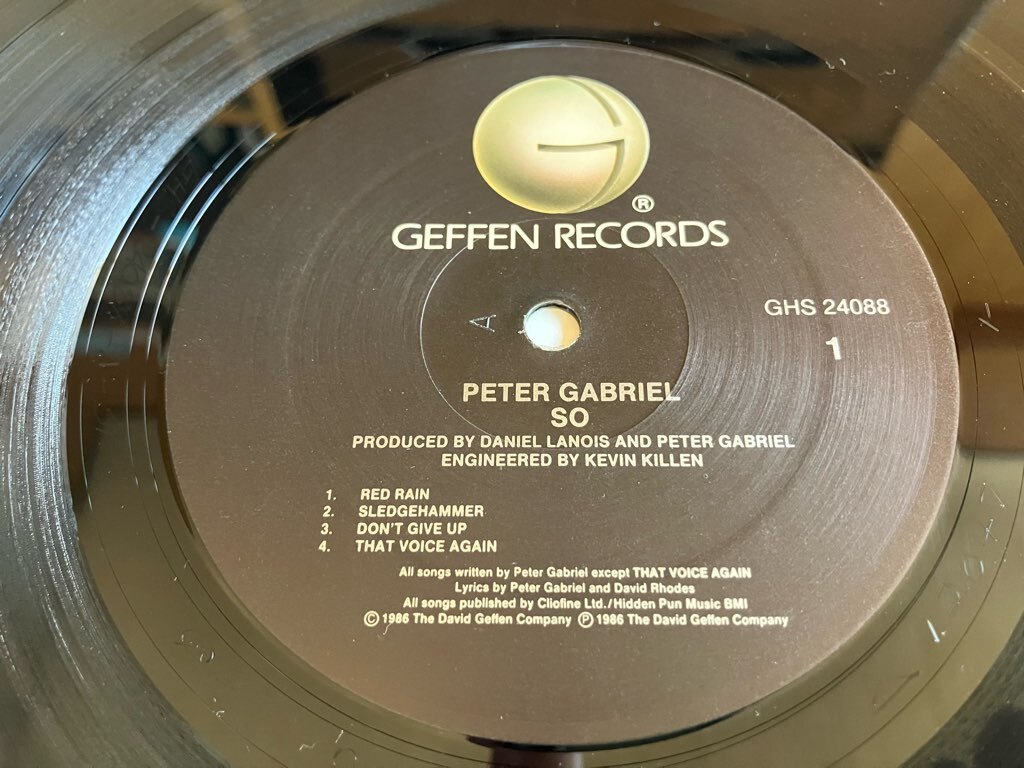 ®
GEFFEN RECORDS
GHS 24088
1
A
PETER GABRIEL
SO
PRODUCED BY DANIEL LANOIS AND PETER GABRIEL
ENGINEERED BY KEVIN KILLEN
1. RED RAIN
2. SLEDGEHAMMER
3. DON'T GIVE UP
4. THAT VOICE AGAIN
All songs written by Peter Gabriel except THAT VOICE AGAIN
Lyrics by Peter Gabriel and David Rhodes
All songs published by Cliofine Ltd./Hidden Pun Music BMI
© 1986 The David Geffen Company ℗ 1986 The David Geffen Company